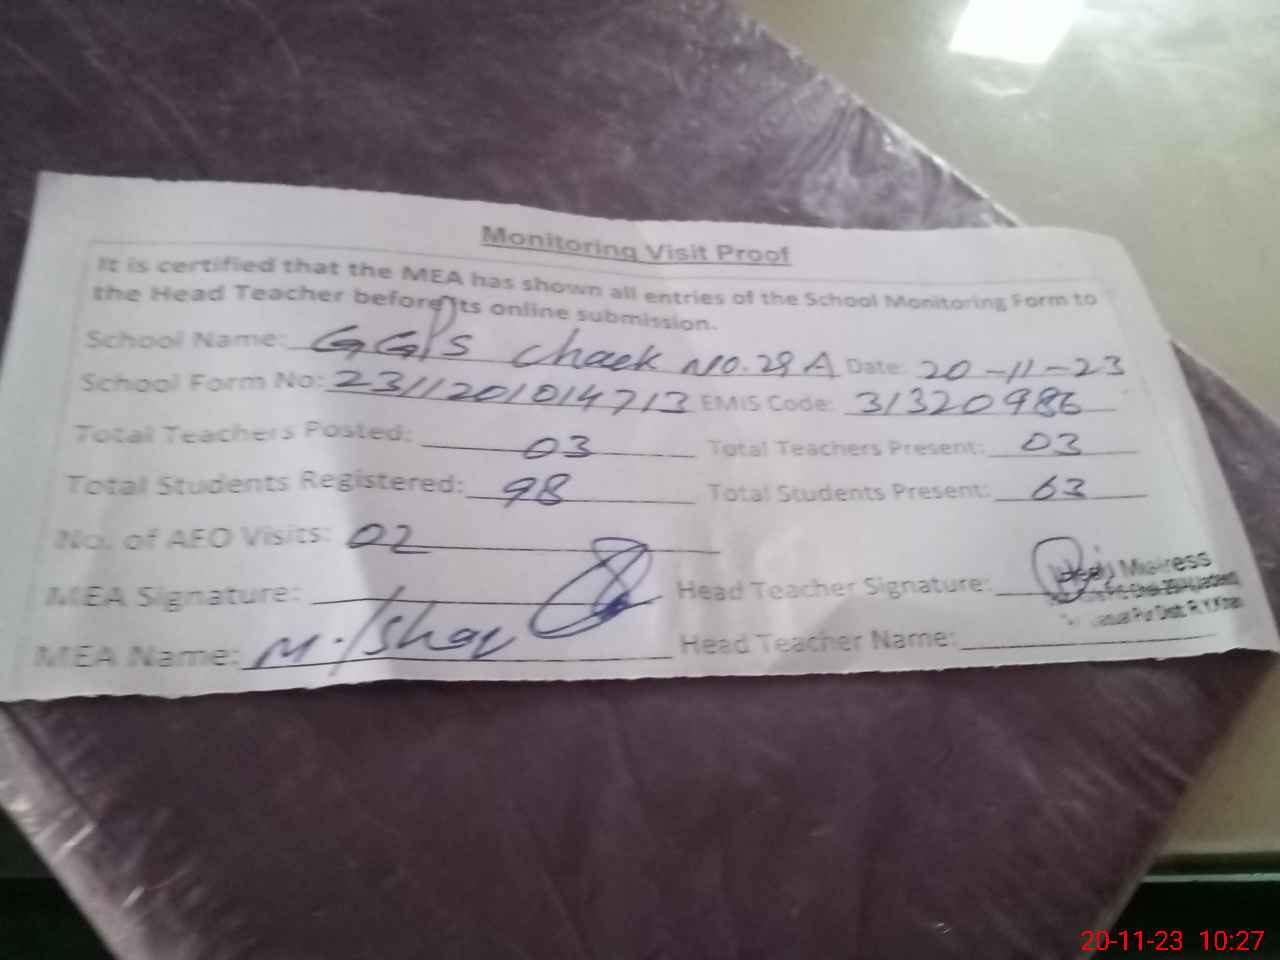 Monitoring Visit Proof
It is certified that the MEA has shown all entries of the School Monitoring Form to
the Head Teacher before its online submission.
School Name: GGPS Chack No. 29 A Date: 20-11-23
School Form No: 2311201014713 EMIS Code: 31320986
Total Teachers Posted: 03 Total Teachers Present: 03
Total Students Registered: 98 Total Students Present: 63
No. of AEO Visits: 02
MEA Signature: Head Teacher Signature:
MEA Name: M. Head Teacher Name:
20-11-23 10:27